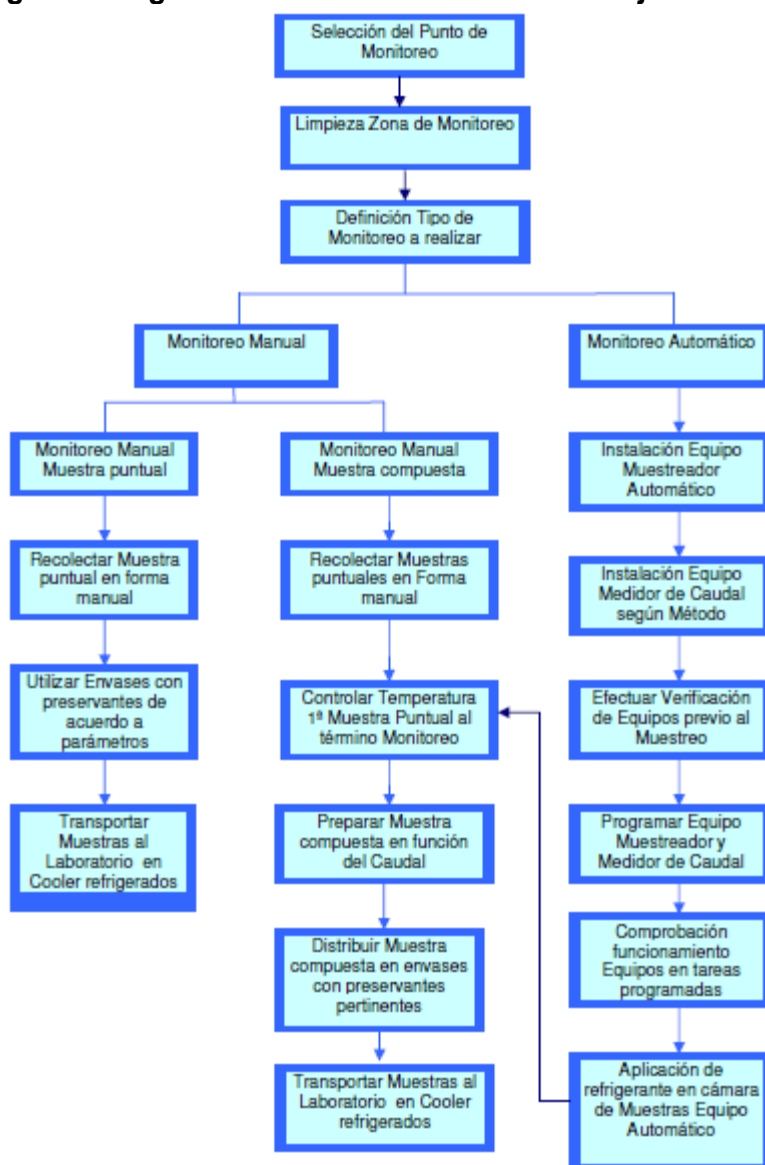 Selección del Punto de
Monitoreo
Limpieza Zona de Monitoreo
Definición Tipo de
Monitoreo a realizar
Monitoreo Manual
Monitoreo Automático
Monitoreo Manual
Muestra puntual
Monitoreo Manual
Muestra compuesta
Instalación Equipo
Muestreador
Automático
Recolectar Muestra
puntual en forma
manual
Recolectar Muestras
puntuales en Forma
manual
Instalación Equipo
Medidor de Caudal
según Método
Utilizar Envases con
preservantes de
acuerdo a
parámetros
Controlar Temperatura
1ª Muestra Puntual al
término Monitoreo
Efectuar Verificación
de Equipos previo al
Muestreo
Transportar
Muestras al
Laboratorio en
Cooler refrigerados
Preparar Muestra
compuesta en función
del Caudal
Programar Equipo
Muestreador y
Medidor de Caudal
Distribuir Muestra
compuesta en envases
con preservantes
pertinentes
Comprobación
funcionamiento
Equipos en tareas
programadas
Transportar Muestras al
Laboratorio en Cooler
refrigerados
Aplicación de
refrigerante en cámara
de Muestras Equipo
Automático